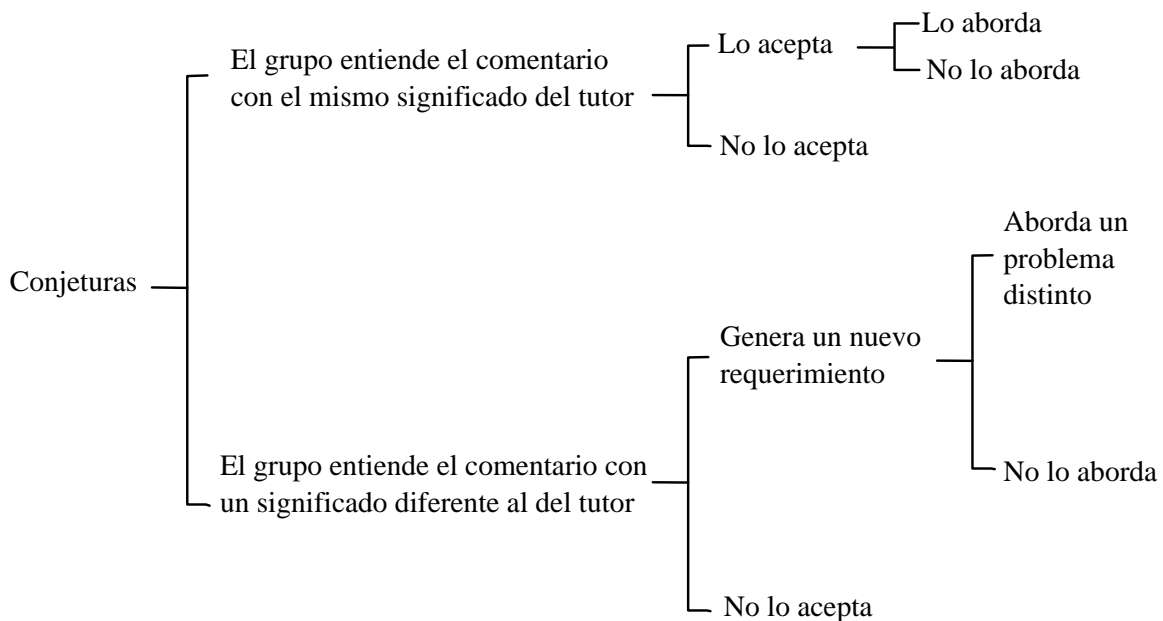 Lo aborda
Lo acepta
No lo aborda
El grupo entiende el comentario
con el mismo significado del tutor
No lo acepta
Conjeturas
Aborda un
problema
distinto
Genera un nuevo
requerimiento
El grupo entiende el comentario con
un significado diferente al del tutor
No lo aborda
No lo acepta